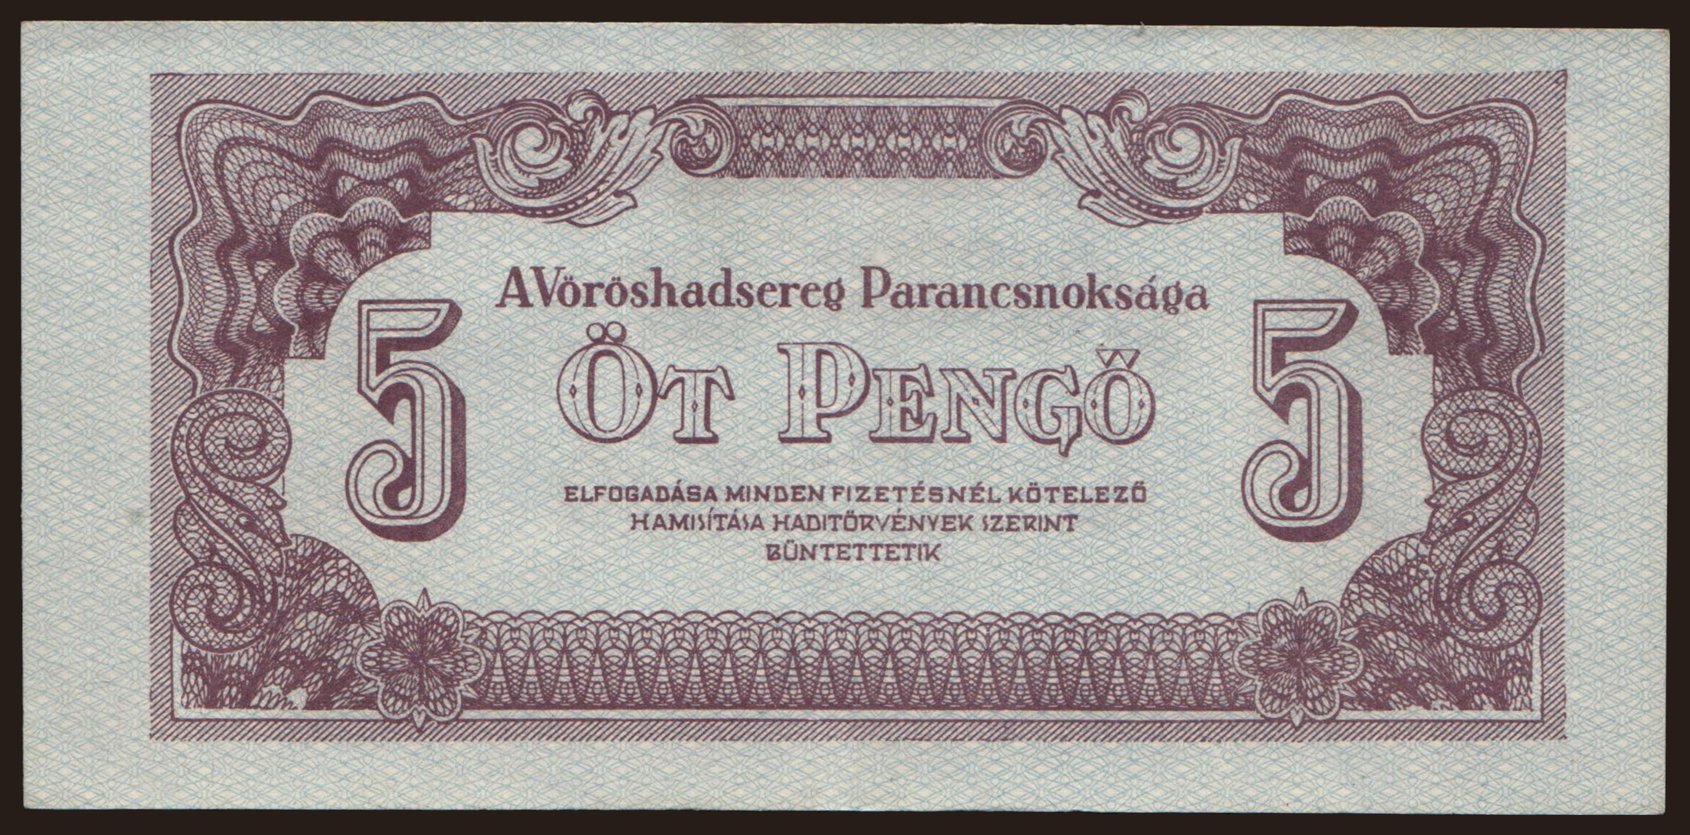 A Vöröshadsereg Parancsnoksága
5 ÖT PENGŐ 5
ELFOGADÁSA MINDEN FIZETÉSNÉL KÖTELEZŐ
HAMISÍTÁSA HADITÖRVÉNYEK SZERINT
BÜNTETTETIK